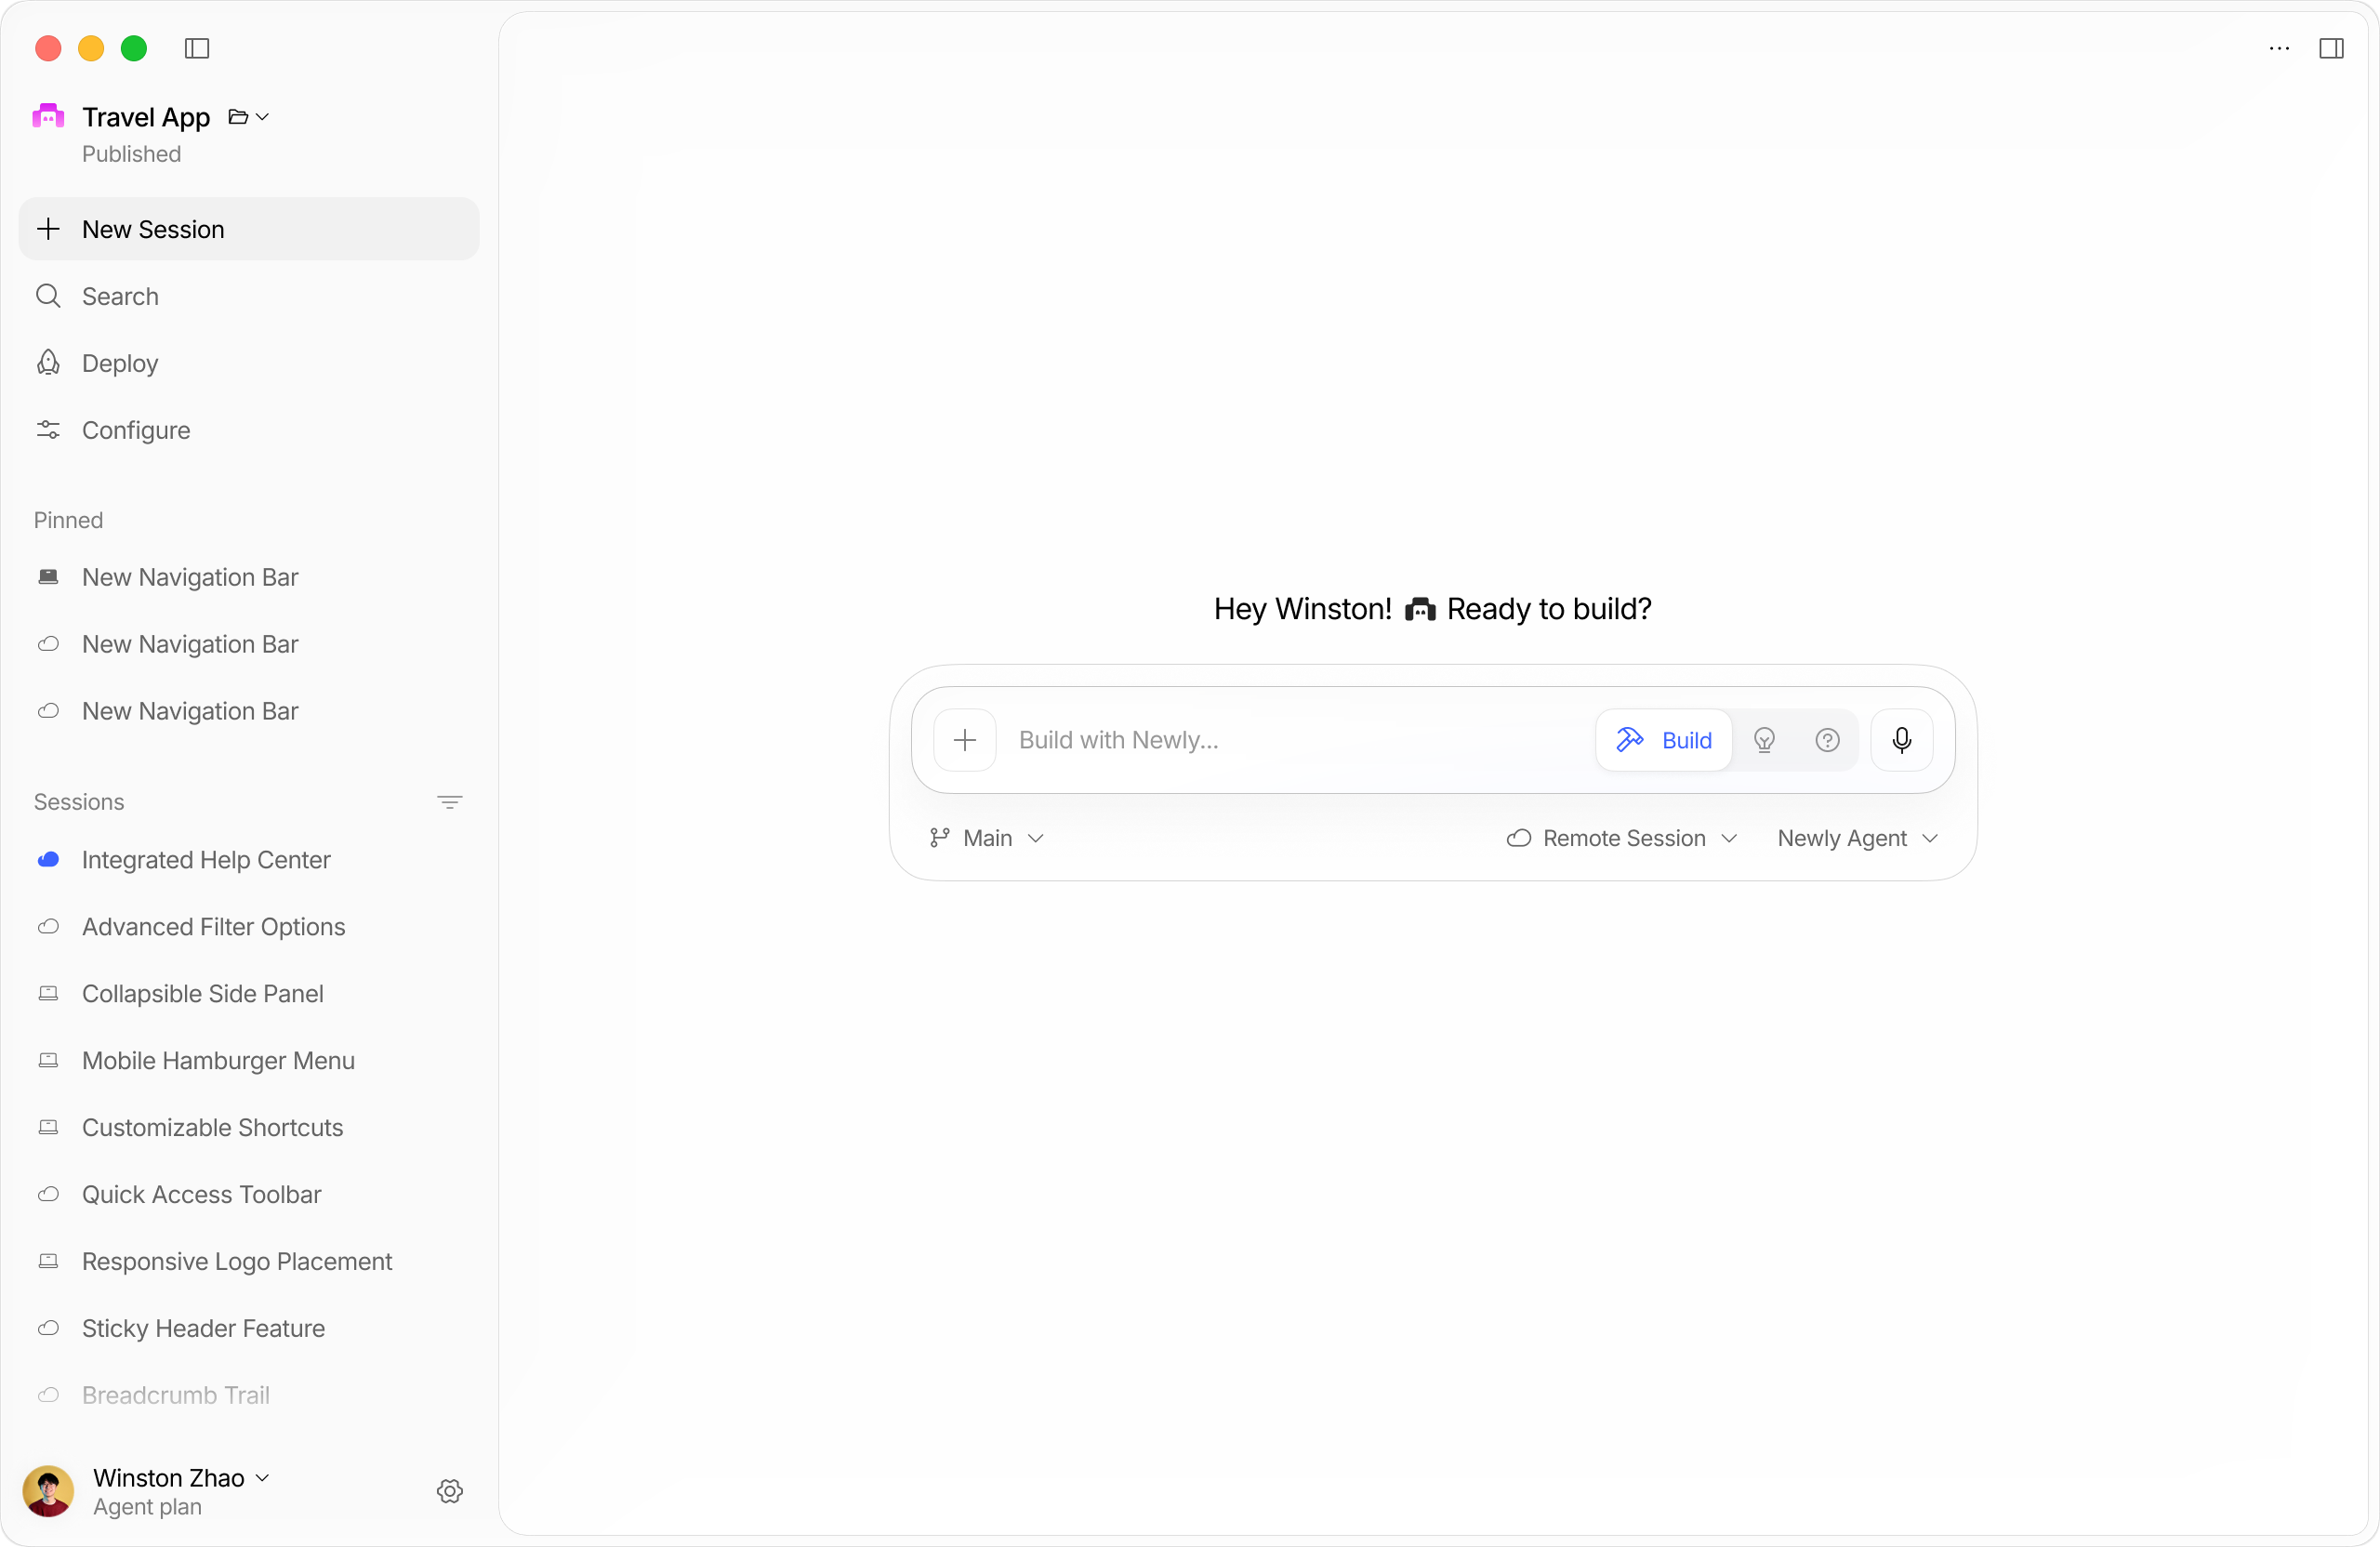 Travel App
Published
New Session
Search
Deploy
Configure
Pinned
New Navigation Bar
New Navigation Bar
New Navigation Bar
Sessions
Integrated Help Center
Advanced Filter Options
Collapsible Side Panel
Mobile Hamburger Menu
Customizable Shortcuts
Quick Access Toolbar
Responsive Logo Placement
Sticky Header Feature
Breadcrumb Trail
Winston Zhao
Agent plan
Hey Winston! Ready to build?
Build with Newly...
Build
Main
Remote Session
Newly Agent